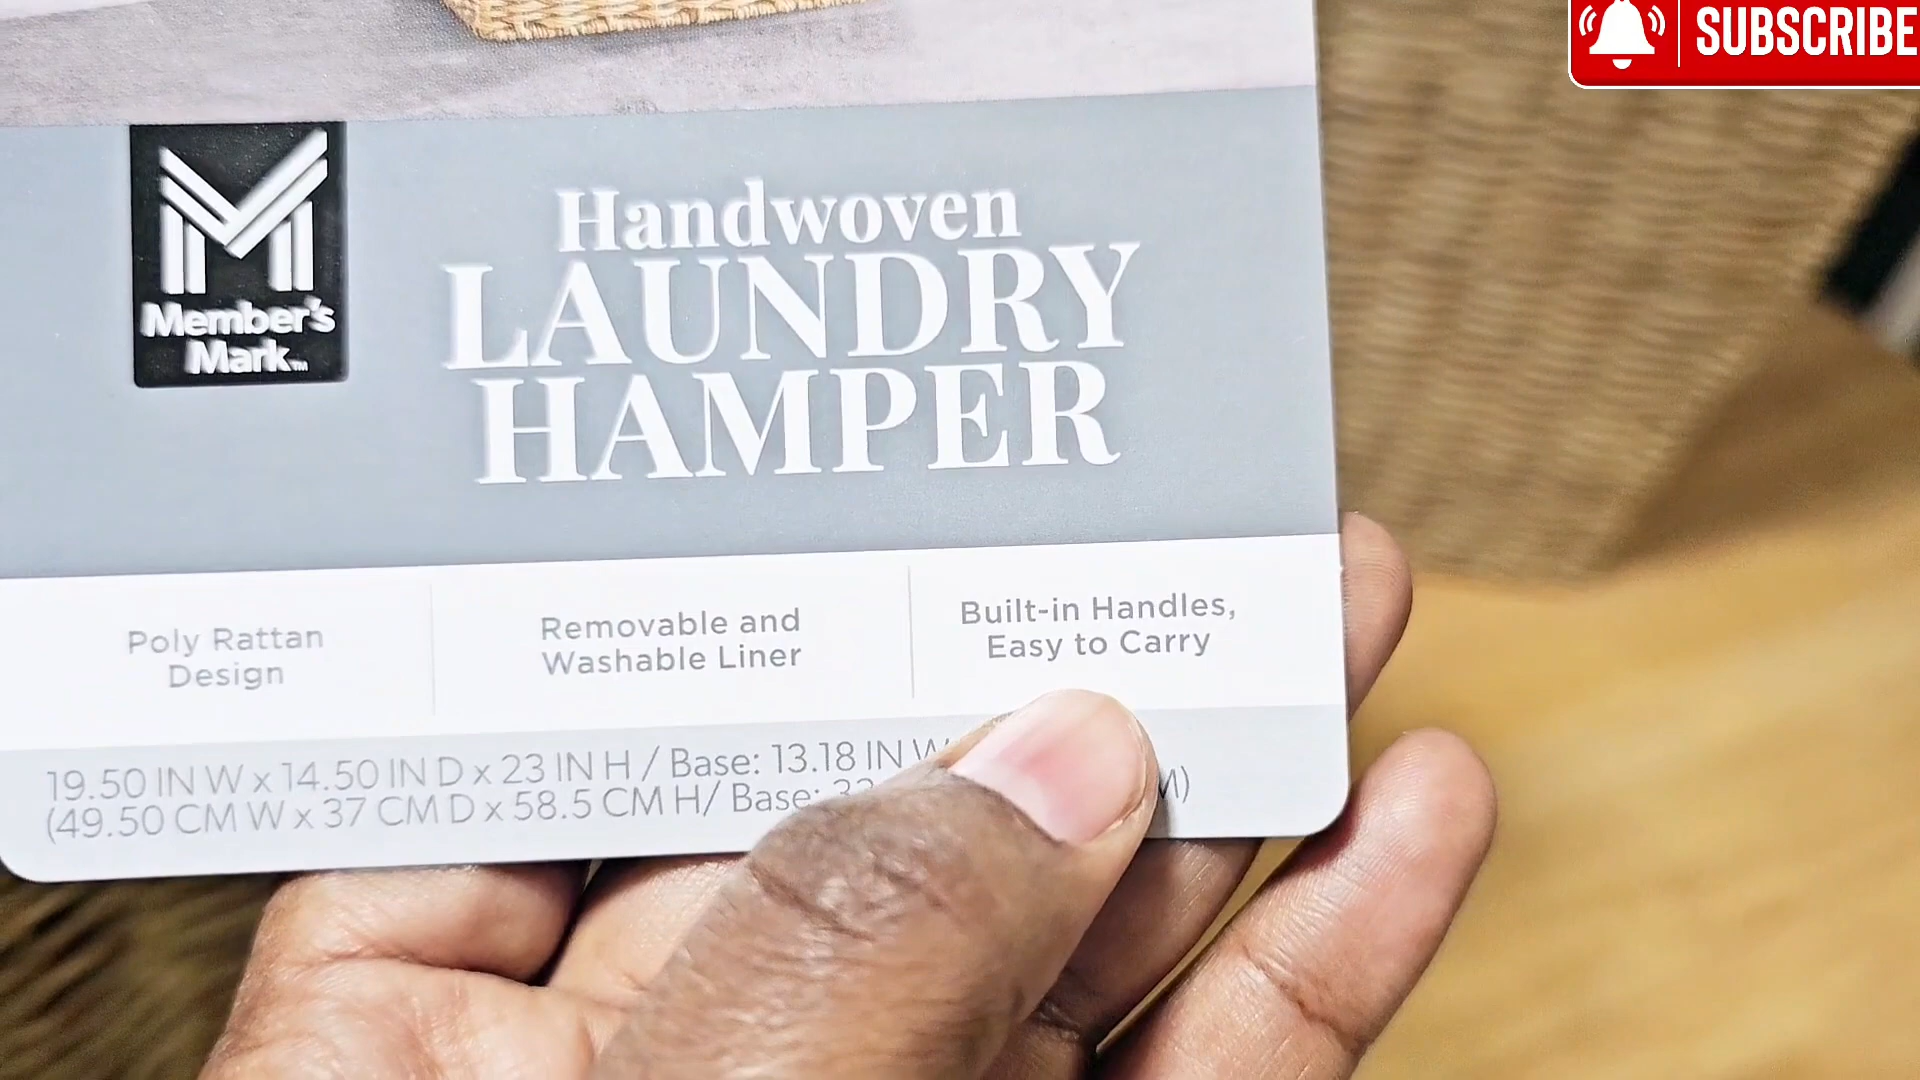 SUBSCRIBE
Member's
Mark™
Handwoven
LAUNDRY
HAMPER
Poly Rattan
Design
Removable and
Washable Liner
Built-in Handles,
Easy to Carry
19.50 IN W x 14.50 IN D x 23 IN H / Base: 13.18 IN W
(49.50 CM W x 37 CM D x 58.5 CM H/ Base: